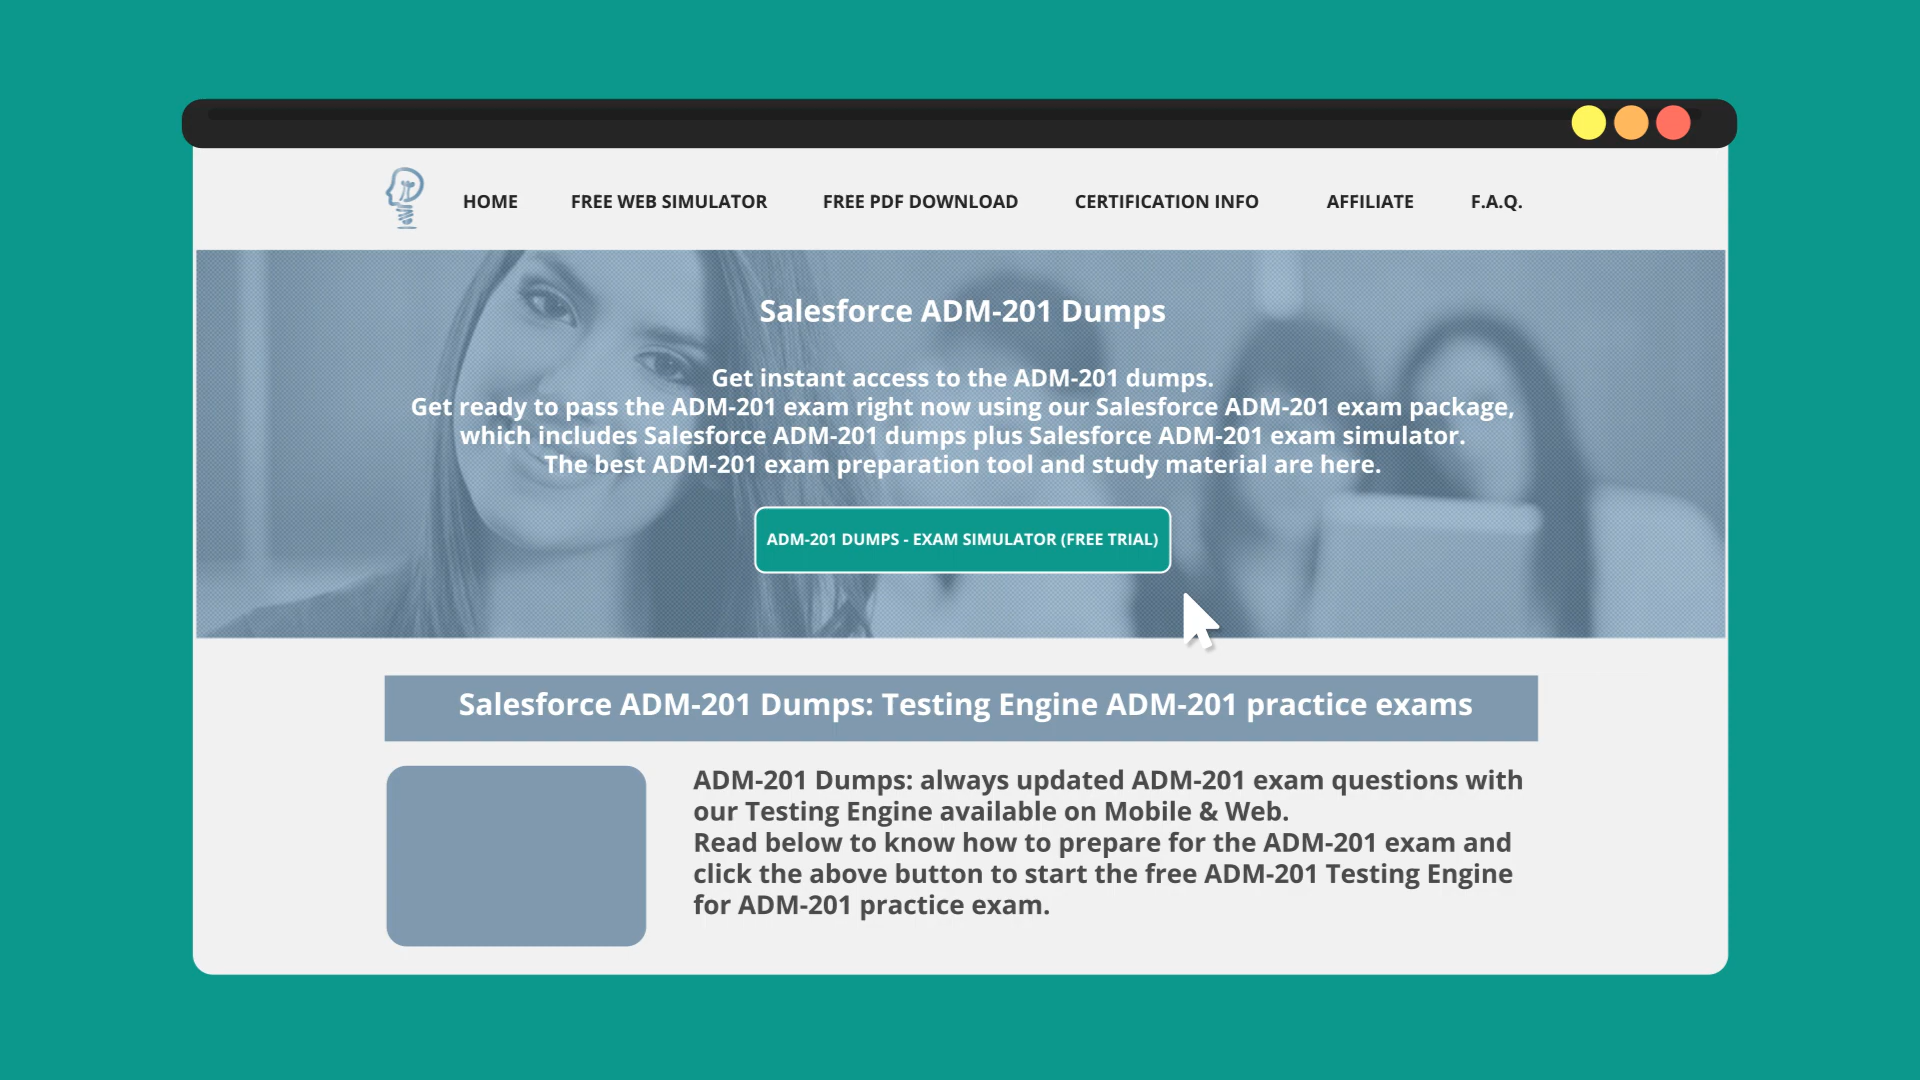 HOME FREE WEB SIMULATOR FREE PDF DOWNLOAD CERTIFICATION INFO AFFILIATE F.A.Q.
Salesforce ADM-201 Dumps
Get instant access to the ADM-201 dumps.
Get ready to pass the ADM-201 exam right now using our Salesforce ADM-201 exam package,
which includes Salesforce ADM-201 dumps plus Salesforce ADM-201 exam simulator.
The best ADM-201 exam preparation tool and study material are here.
ADM-201 DUMPS - EXAM SIMULATOR (FREE TRIAL)
Salesforce ADM-201 Dumps: Testing Engine ADM-201 practice exams
ADM-201 Dumps: always updated ADM-201 exam questions with
our Testing Engine available on Mobile & Web.
Read below to know how to prepare for the ADM-201 exam and
click the above button to start the free ADM-201 Testing Engine
for ADM-201 practice exam.